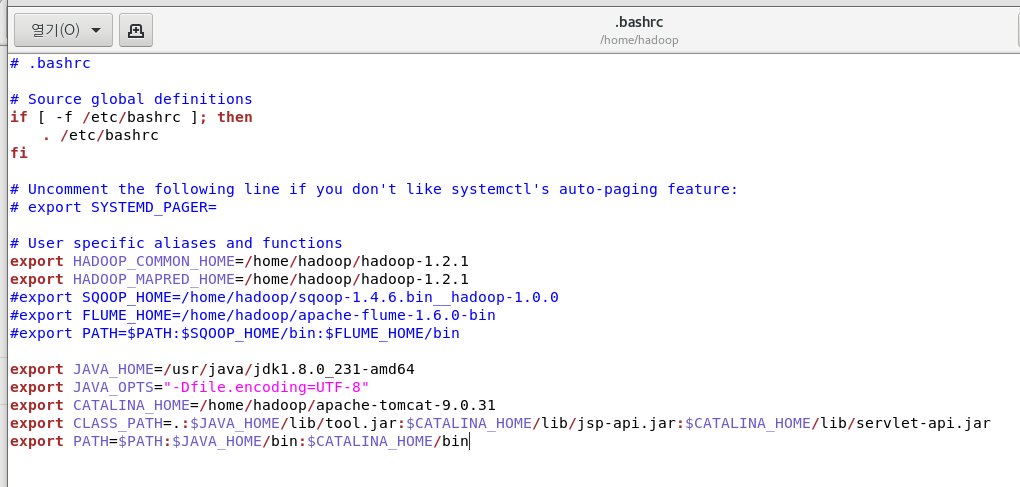 열기(O)
.bashrc
/home/hadoop
# .bashrc
# Source global definitions
if [ -f /etc/bashrc ]; then
. /etc/bashrc
fi
# Uncomment the following line if you don't like systemctl's auto-paging feature:
# export SYSTEMD_PAGER=
# User specific aliases and functions
export HADOOP_COMMON_HOME=/home/hadoop/hadoop-1.2.1
export HADOOP_MAPRED_HOME=/home/hadoop/hadoop-1.2.1
#export SQOOP_HOME=/home/hadoop/sqoop-1.4.6.bin__hadoop-1.0.0
#export FLUME_HOME=/home/hadoop/apache-flume-1.6.0-bin
#export PATH=$PATH:$SQOOP_HOME/bin:$FLUME_HOME/bin
export JAVA_HOME=/usr/java/jdk1.8.0_231-amd64
export JAVA_OPTS="-Dfile.encoding=UTF-8"
export CATALINA_HOME=/home/hadoop/apache-tomcat-9.0.31
export CLASS_PATH=.:$JAVA_HOME/lib/tool.jar:$CATALINA_HOME/lib/jsp-api.jar:$CATALINA_HOME/lib/servlet-api.jar
export PATH=$PATH:$JAVA_HOME/bin:$CATALINA_HOME/bin